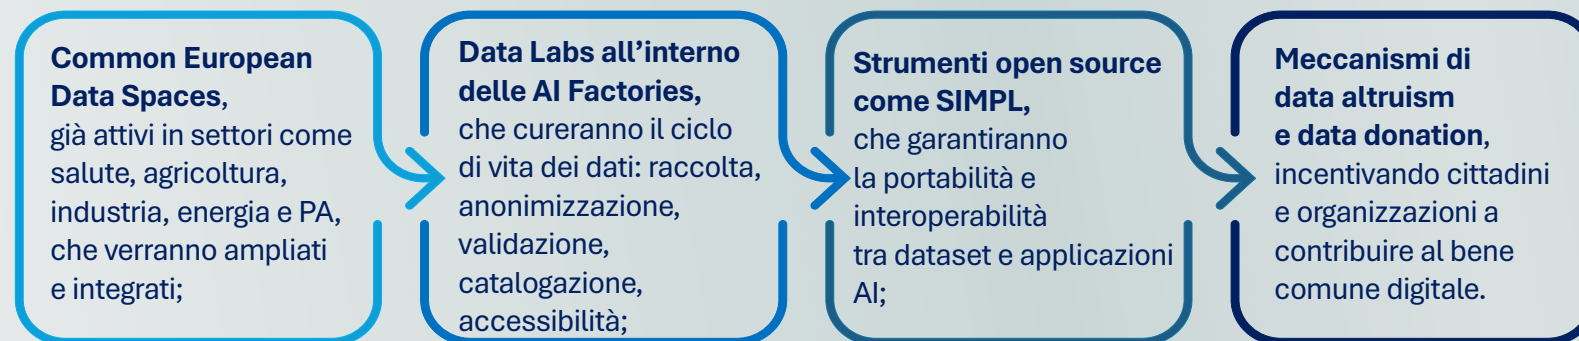 Common European
Data Spaces,
già attivi in settori come
salute, agricoltura,
industria, energia e PA,
che verranno ampliati
e integrati;
Data Labs all’interno
delle AI Factories,
che cureranno il ciclo
di vita dei dati: raccolta,
anonimizzazione,
validazione,
catalogazione,
accessibilità;
Strumenti open source
come SIMPL,
che garantiranno
la portabilità e
interoperabilità
tra dataset e applicazioni
AI;
Meccanismi di
data altruism
e data donation,
incentivando cittadini
e organizzazioni a
contribuire al bene
comune digitale.